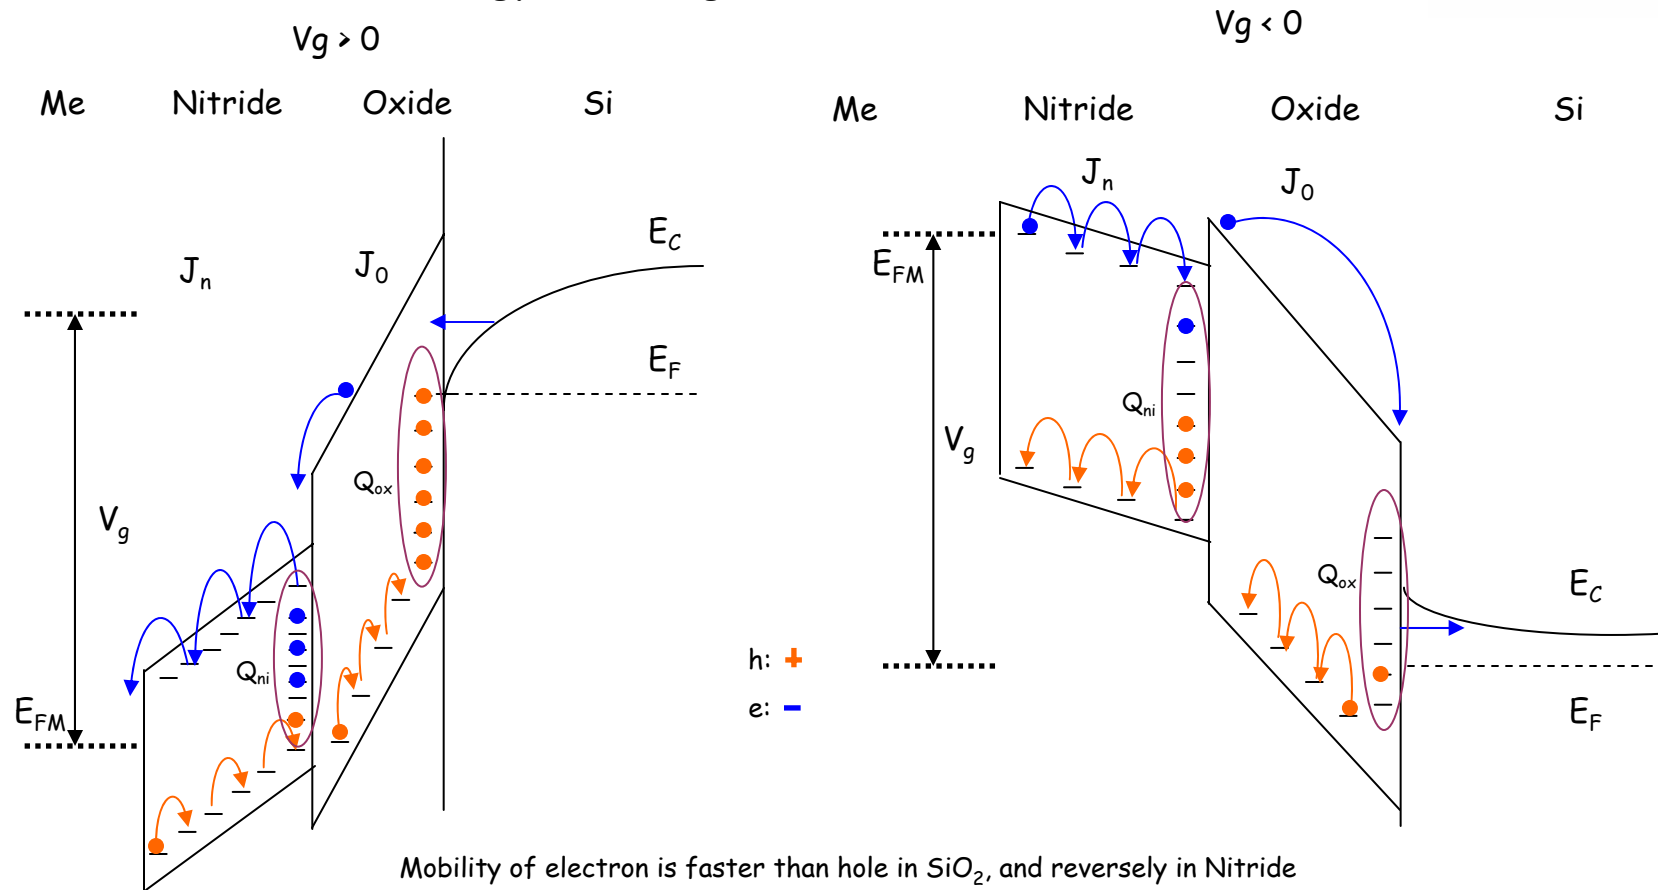 Vg > 0
Vg < 0
Me Nitride Oxide Si
Me Nitride Oxide Si
Jn
J0
EC
EF
EFM
Vg
Qox
Qni
EFM
Jn
J0
EC
EF
Vg
Qni
Qox
h: +
e: −
Mobility of electron is faster than hole in SiO2, and reversely in Nitride